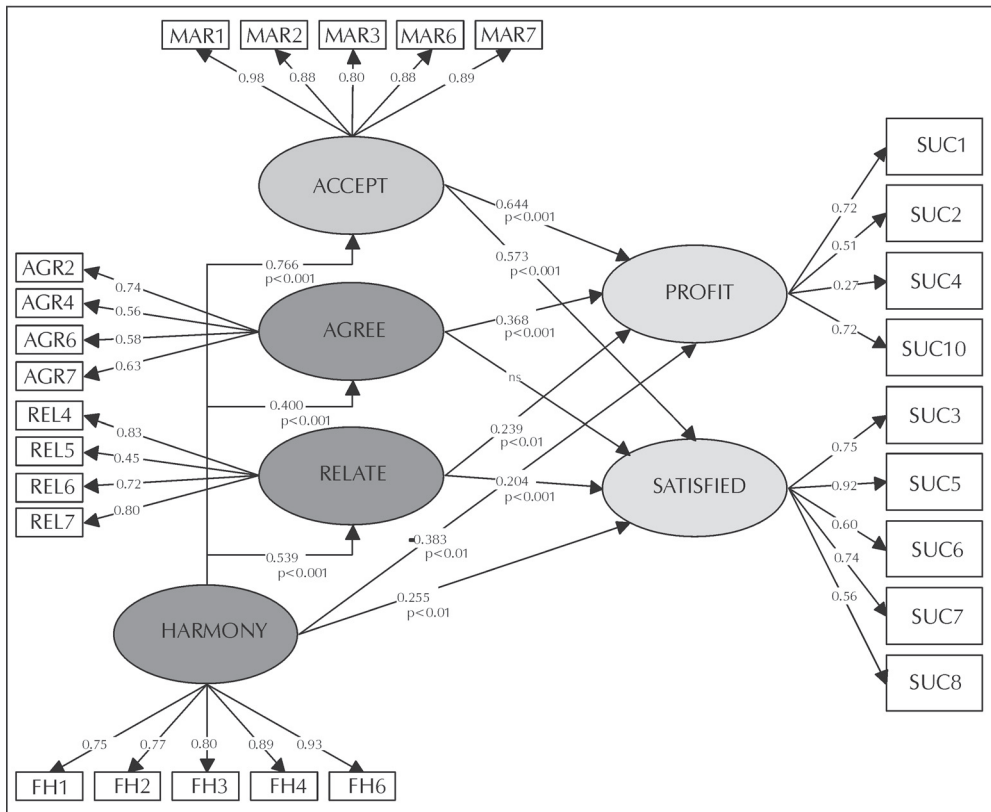 MAR1 MAR2 MAR3 MAR6 MAR7
0.98 0.88 0.80 0.88 0.89
ACCEPT
0.644
p<0.001
0.573
p<0.001
0.766
p<0.001
AGR2
AGR4
AGR6
AGR7
0.74
0.56
0.58
0.63
AGREE
0.368
p<0.001
ns
0.400
p<0.001
REL4
REL5
REL6
REL7
0.83
0.45
0.72
0.80
RELATE
0.239
p<0.01
0.204
p<0.001
0.539
p<0.001
HARMONY
-0.383
p<0.01
0.255
p<0.01
0.75 0.77 0.80 0.89 0.93
FH1 FH2 FH3 FH4 FH6
PROFIT
0.72
0.51
0.27
0.72
SUC1
SUC2
SUC4
SUC10
SATISFIED
0.75
0.92
0.60
0.74
0.56
SUC3
SUC5
SUC6
SUC7
SUC8